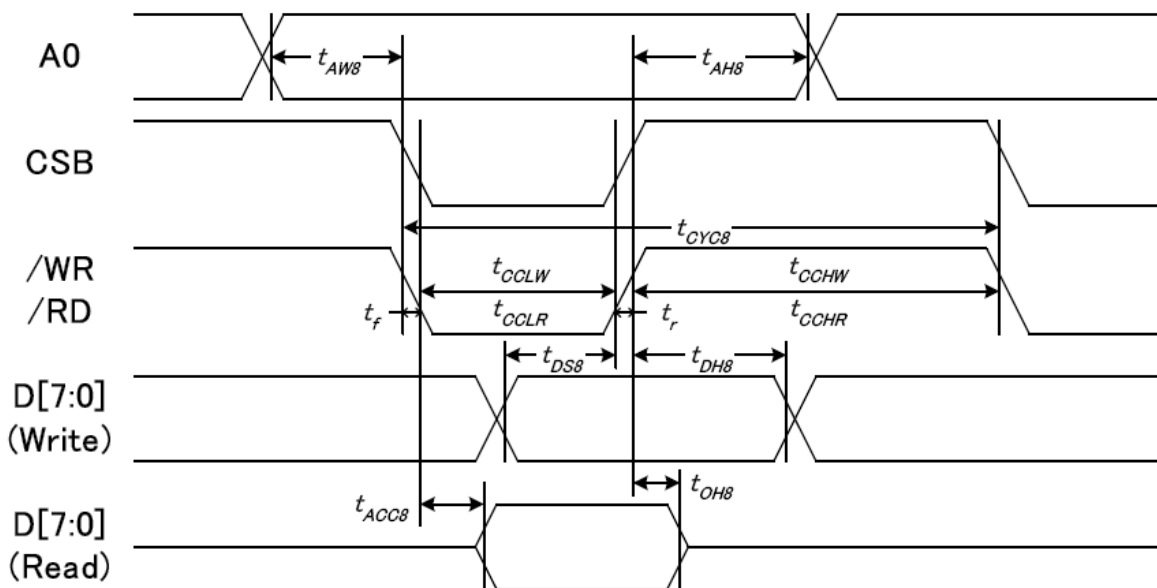 A0
tAW8
tAH8
CSB
tCYC8
/WR
/RD
tCCLW
tCCHW
tf
tCCLR
tr
tCCHR
tDS8
tDH8
D[7:0]
(Write)
tACC8
tOH8
D[7:0]
(Read)